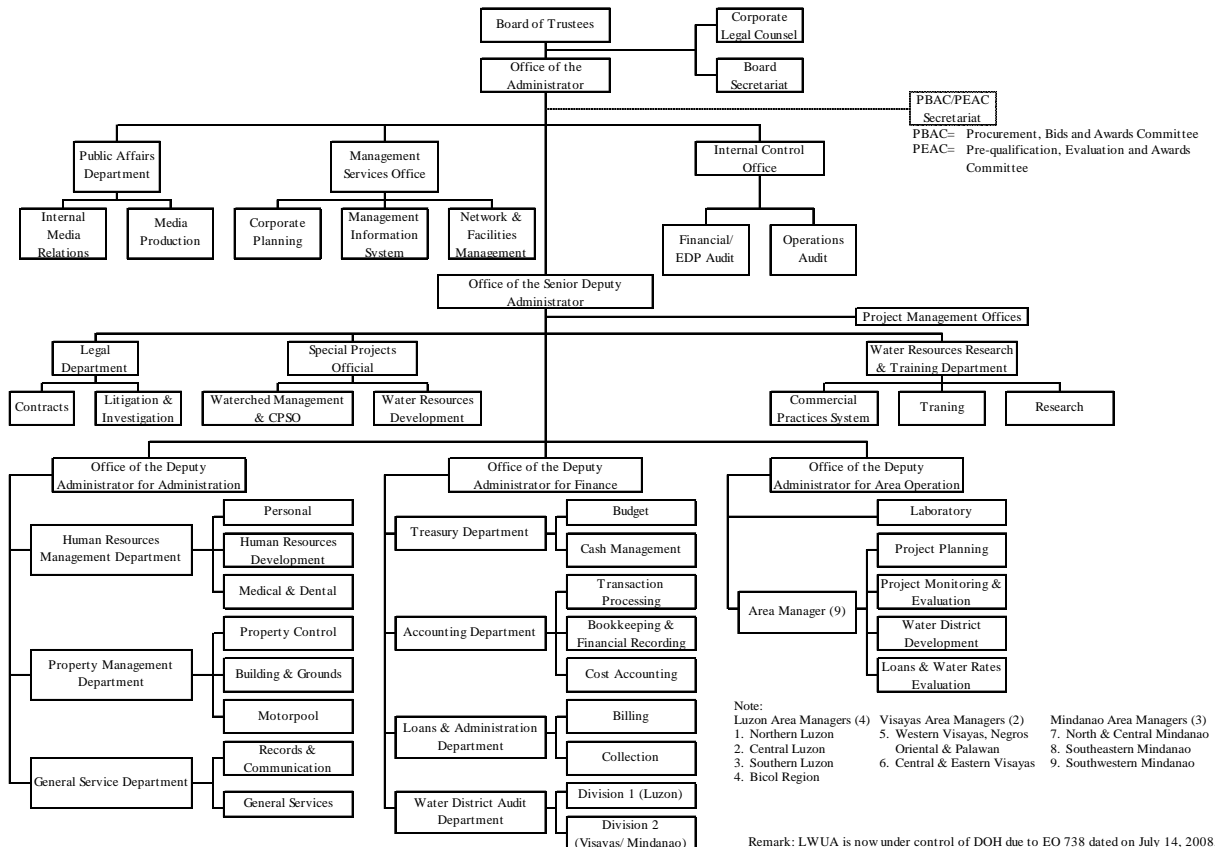 Board of Trustees
Corporate
Legal Counsel
Office of the
Administrator
Board
Secretariat
PBAC/PEAC
Secretariat
PBAC= Procurement, Bids and Awards Committee
PEAC= Pre-qualification, Evaluation and Awards
Committee
Public Affairs
Department
Management
Services Office
Internal Control
Office
Internal
Media
Relations
Media
Production
Corporate
Planning
Management
Information
System
Network &
Facilities
Management
Financial/
EDP Audit
Operations
Audit
Office of the Senior Deputy
Administrator
Project Management Offices
Legal
Department
Special Projects
Official
Water Resources Research
& Training Department
Contracts
Litigation &
Investigation
Watershed Management
& CPSO
Water Resources
Development
Commercial
Practices System
Traning
Research
Office of the Deputy
Administrator for Administration
Office of the Deputy
Administrator for Finance
Office of the Deputy
Administrator for Area Operation
Human Resources
Management Department
Personal
Human Resources
Development
Medical & Dental
Property Management
Department
Property Control
Building & Grounds
Motorpool
General Service Department
Records &
Communication
General Services
Treasury Department
Budget
Cash Management
Accounting Department
Transaction
Processing
Bookkeeping &
Financial Recording
Cost Accounting
Loans & Administration
Department
Billing
Collection
Water District Audit
Department
Division 1 (Luzon)
Division 2
(Visayas/ Mindanao)
Laboratory
Area Manager (9)
Project Planning
Project Monitoring &
Evaluation
Water District
Development
Loans & Water Rates
Evaluation
Note:
Luzon Area Managers (4)
1. Northern Luzon
2. Central Luzon
3. Southern Luzon
4. Bicol Region
Visayas Area Managers (2)
5. Western Visayas, Negros
Oriental & Palawan
6. Central & Eastern Visayas
Mindanao Area Managers (3)
7. North & Central Mindanao
8. Southeastern Mindanao
9. Southwestern Mindanao
Remark: LWUA is now under control of DOH due to EO 738 dated on July 14, 2008.